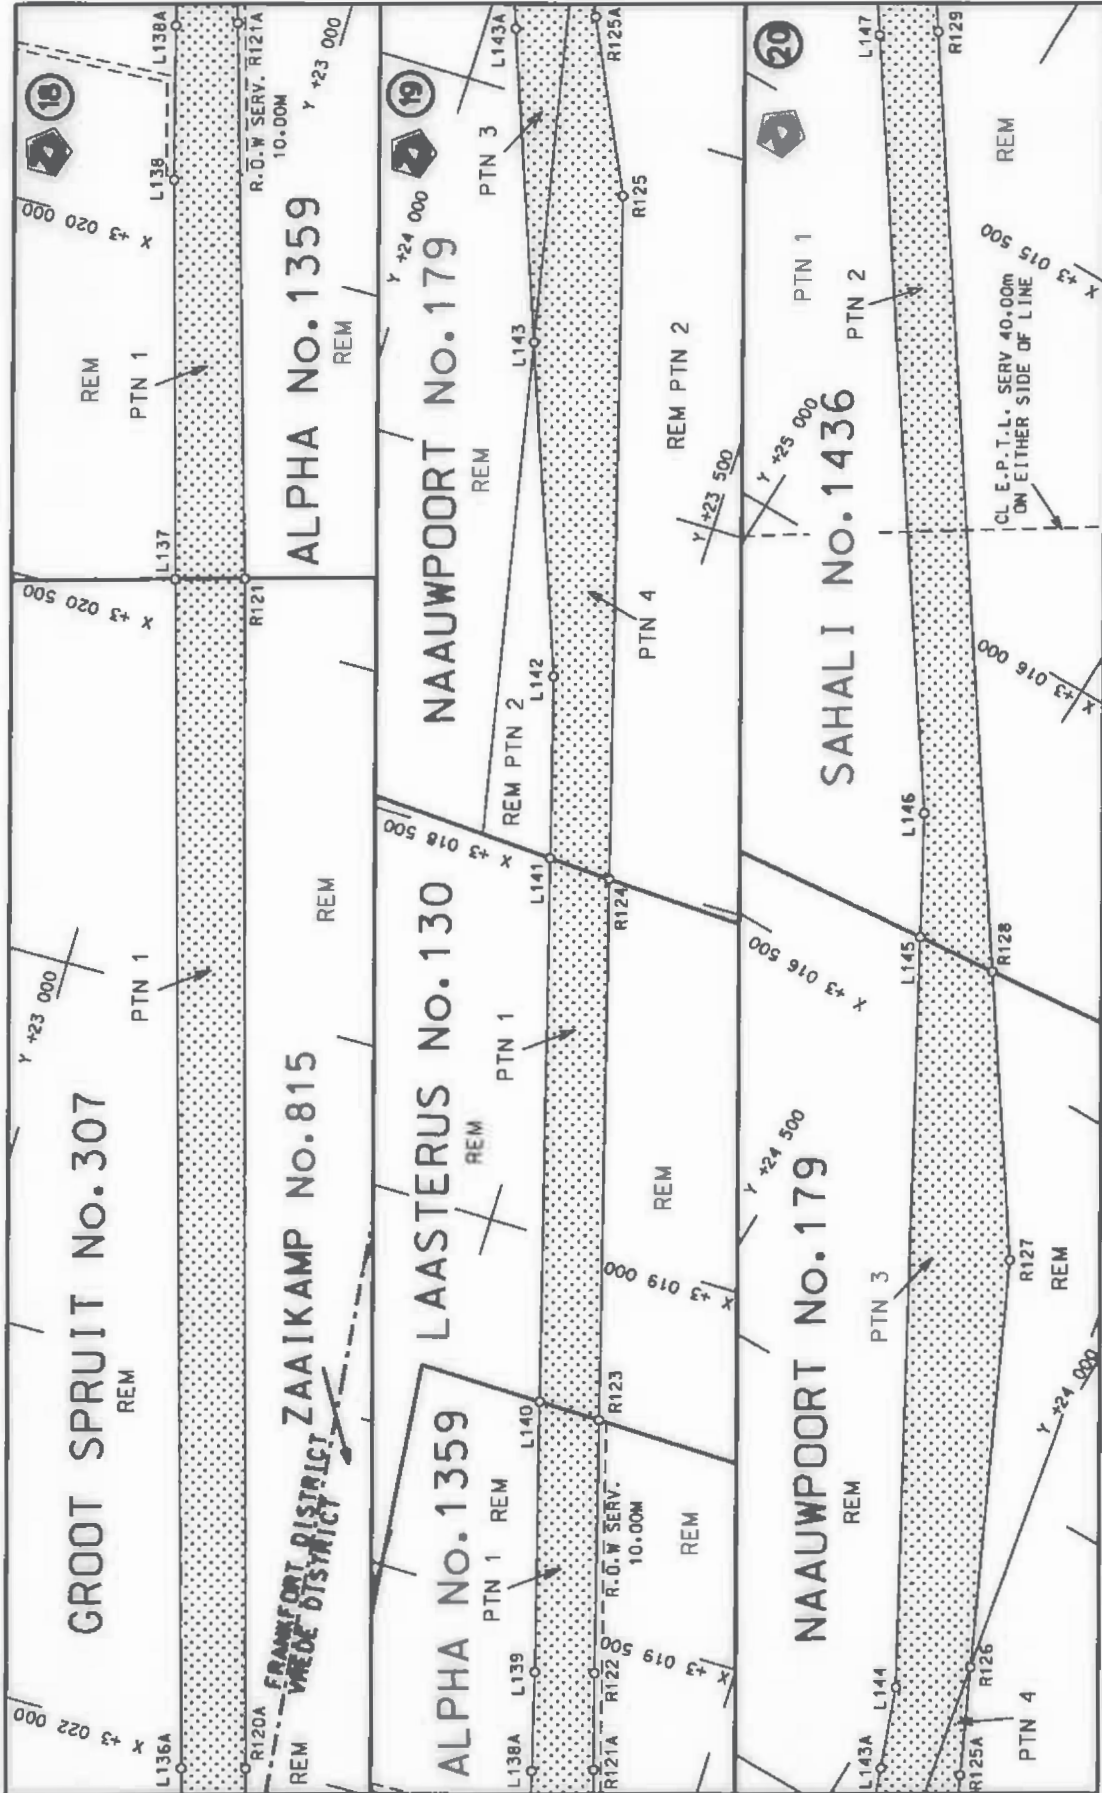 18
L136A
R120A
X +3 022 000
GROOT SPRUIT No.307
REM
Y +23 000
PTN 1
FRANKFORT DISTRICT
VREDE DISTRICT
ZAAIKAMP No.815
REM
REM
X +3 020 500
L137
R121
ALPHA No.1359
REM
REM
PTN 1
X +3 020 000
L138
L138A
R.O.W SERV.
10.00M
R121A
Y +23 000
19
L138A
R121A
L139
R122
ALPHA No.1359
PTN 1
REM
R.O.W SERV.
10.00M
REM
X +3 019 500
L140
R123
LAASTERUS No.130
REM
PTN 1
REM
X +3 019 000
L141
R124
X +3 018 500
REM PTN 2
L142
NAAUWPOORT No.179
REM
PTN 4
REM PTN 2
L143
Y +24 000
PTN 3
L143A
R125
R125A
Y +23 500
20
L143A
R125A
L144
R126
PTN 4
NAAUWPOORT No.179
REM
PTN 3
Y +24 000
REM
R127
Y +24 500
L145
R128
X +3 016 500
L146
SAHALI No.1436
X +3 016 000
Y +25 000
CL E.P.T.L. SERV 40.00m
ON EITHER SIDE OF LINE
PTN 2
PTN 1
X +3 015 500
REM
L147
R129